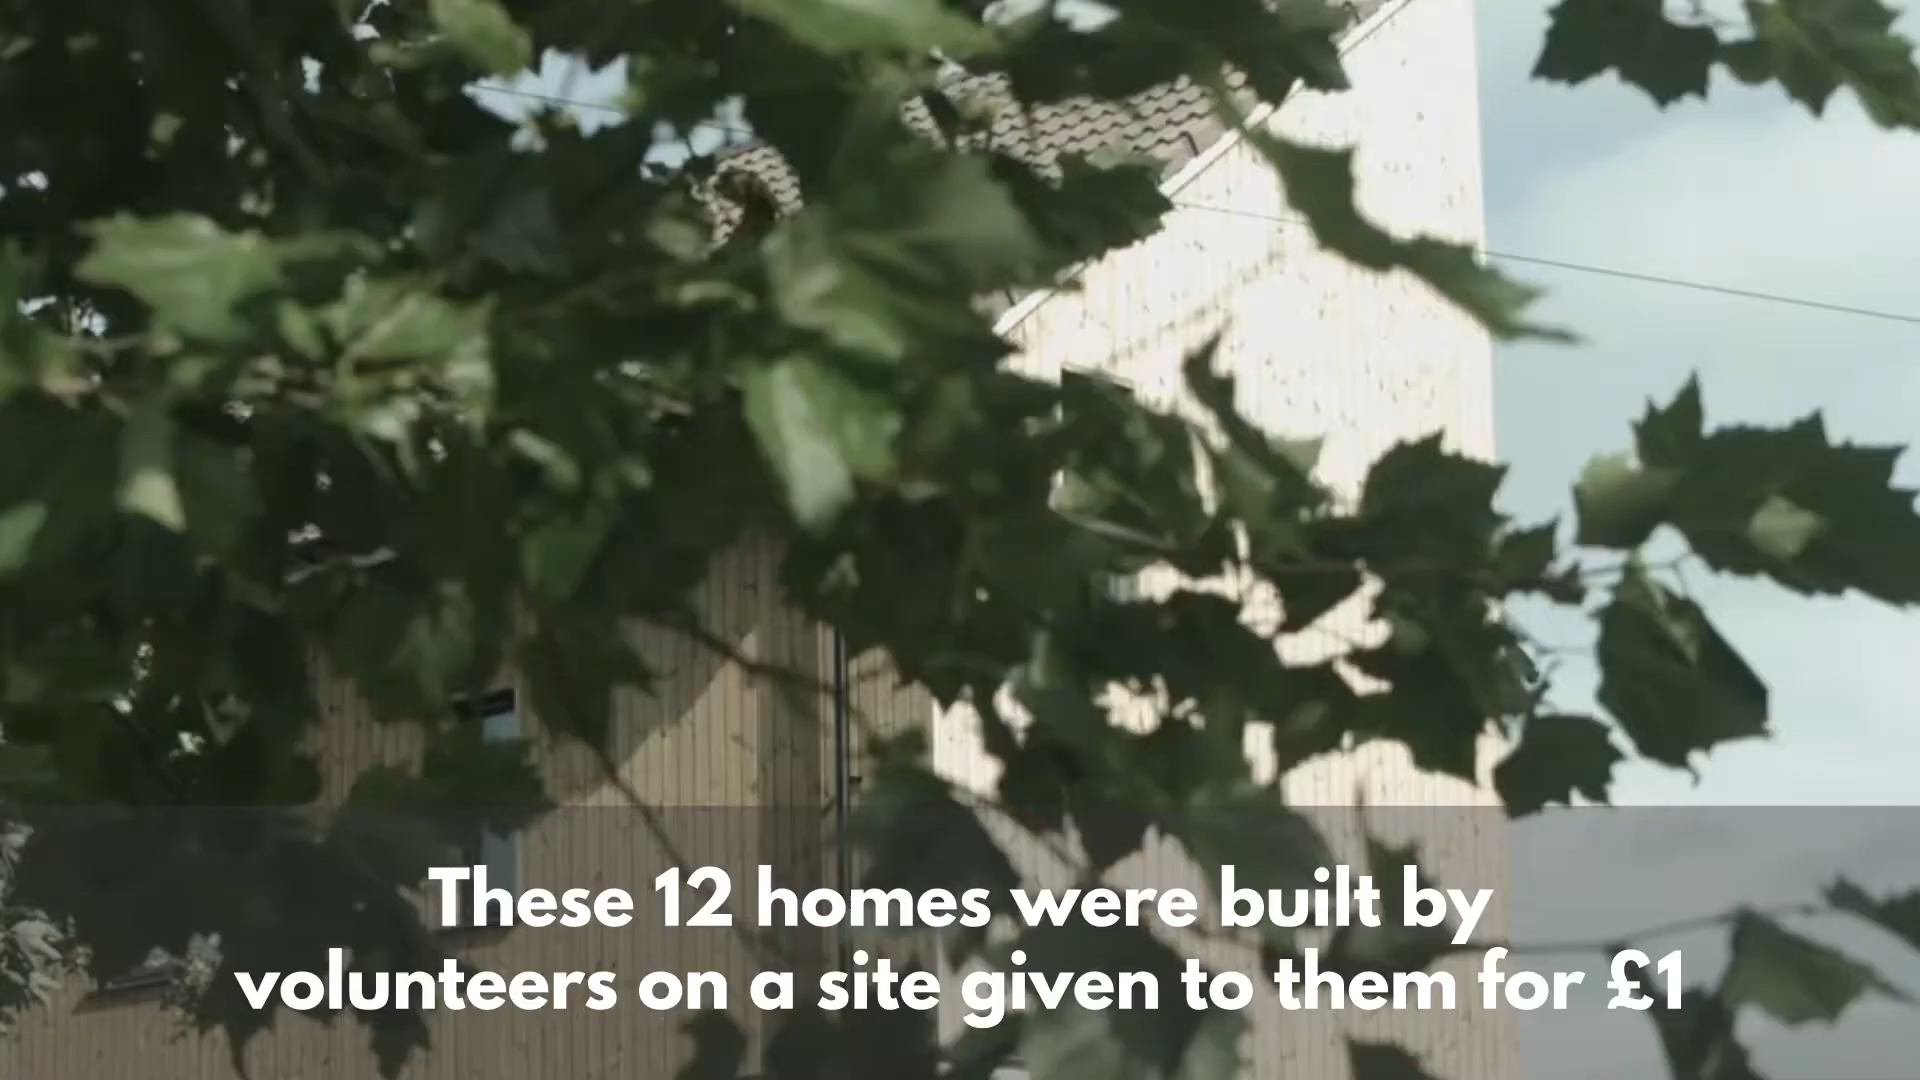 These 12 homes were built by
volunteers on a site given to them for £1